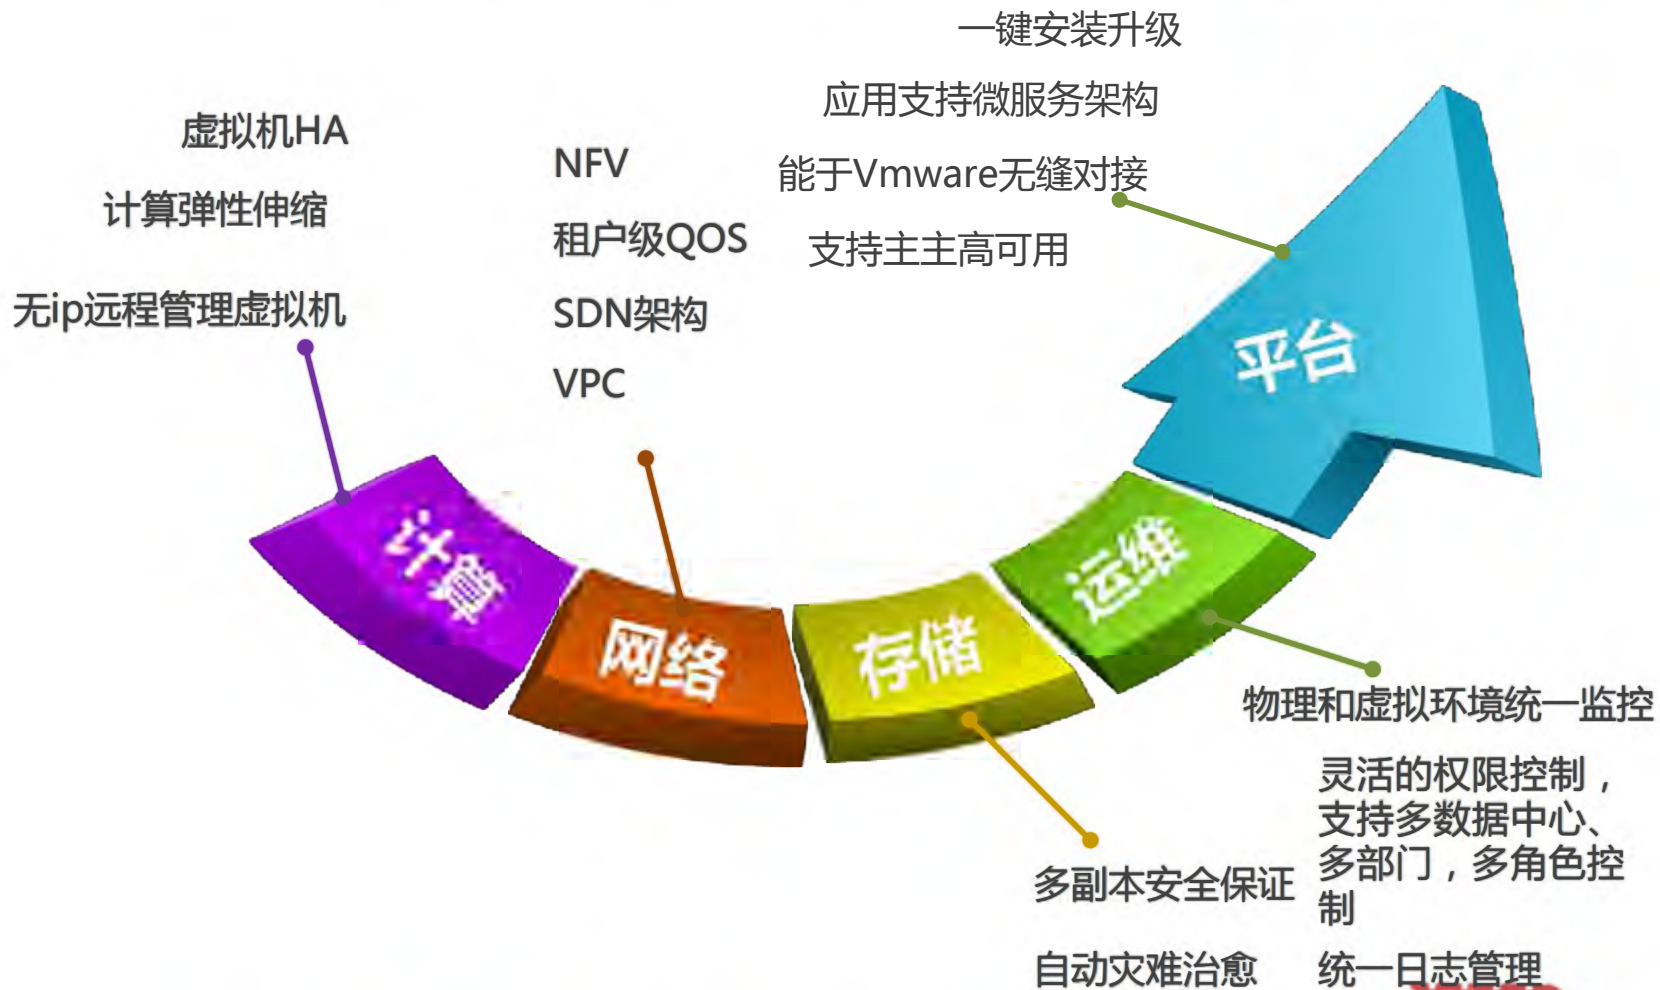 一键安装升级
应用支持微服务架构
能于Vmware无缝对接
支持主主高可用
虚拟机HA
计算弹性伸缩
无ip远程管理虚拟机
NFV
租户级QOS
SDN架构
VPC
计算
网络
存储
运维
平台
物理和虚拟环境统一监控
灵活的权限控制，
支持多数据中心、
多部门，多角色控
制
统一日志管理
多副本安全保证
自动灾难治愈